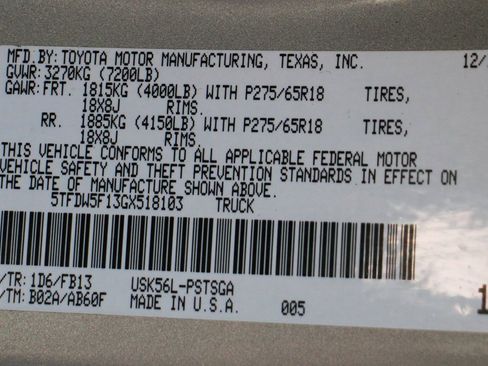 MFD.BY: TOYOTA MOTOR MANUFACTURING, TEXAS, INC. 12/
GVWR: 3270KG (7200LB)
GAWR: FRT. 1815KG (4000LB) WITH P275/65R18 TIRES,
18X8J RIMS.
RR. 1885KG (4150LB) WITH P275/65R18 TIRES,
18X8J RIMS.
THIS VEHICLE CONFORMS TO ALL APPLICABLE FEDERAL MOTOR
VEHICLE SAFETY AND THEFT PREVENTION STANDARDS IN EFFECT ON
THE DATE OF MANUFACTURE SHOWN ABOVE.
5TFDW5F13GX518103 TRUCK
/TR: 1D6/FB13 USK56L-PSTSGA
/TM: B02A/AB60F MADE IN U.S.A. 005